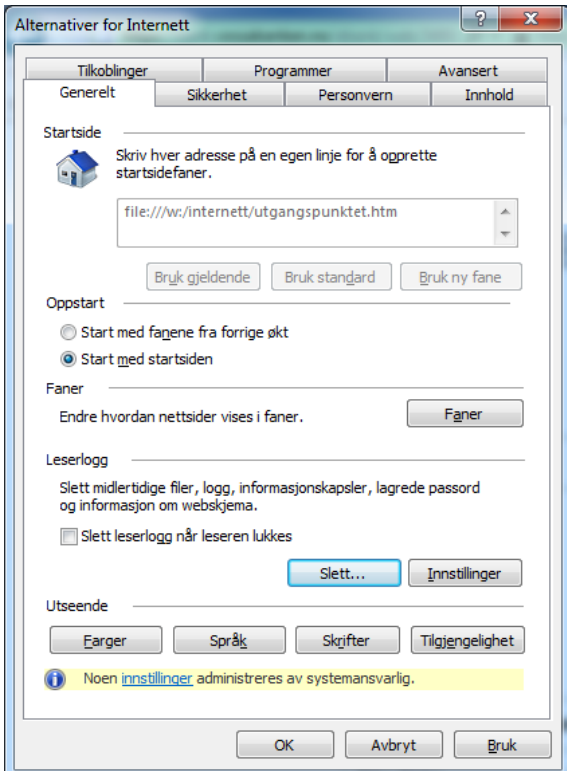 Alternativer for Internett
Tilkoblinger Programmer Avansert
Generelt Sikkerhet Personvern Innhold
Startside
Skriv hver adresse på en egen linje for å opprette
startsidefaner.
file:///w:/internett/utgangspunktet.htm
Bruk gjeldende Bruk standard Bruk ny fane
Oppstart
Start med fanene fra forrige økt
Start med startsiden
Faner
Endre hvordan nettsider vises i faner.
Faner
Leserlogg
Slett midlertidige filer, logg, informasjonskapsler, lagrede passord
og informasjon om webskjema.
Slett leserlogg når leseren lukkes
Slett... Innstillinger
Utseende
Farger Språk Skrifter Tilgjengelighet
Noen innstillinger administreres av systemansvarlig.
OK Avbryt Bruk